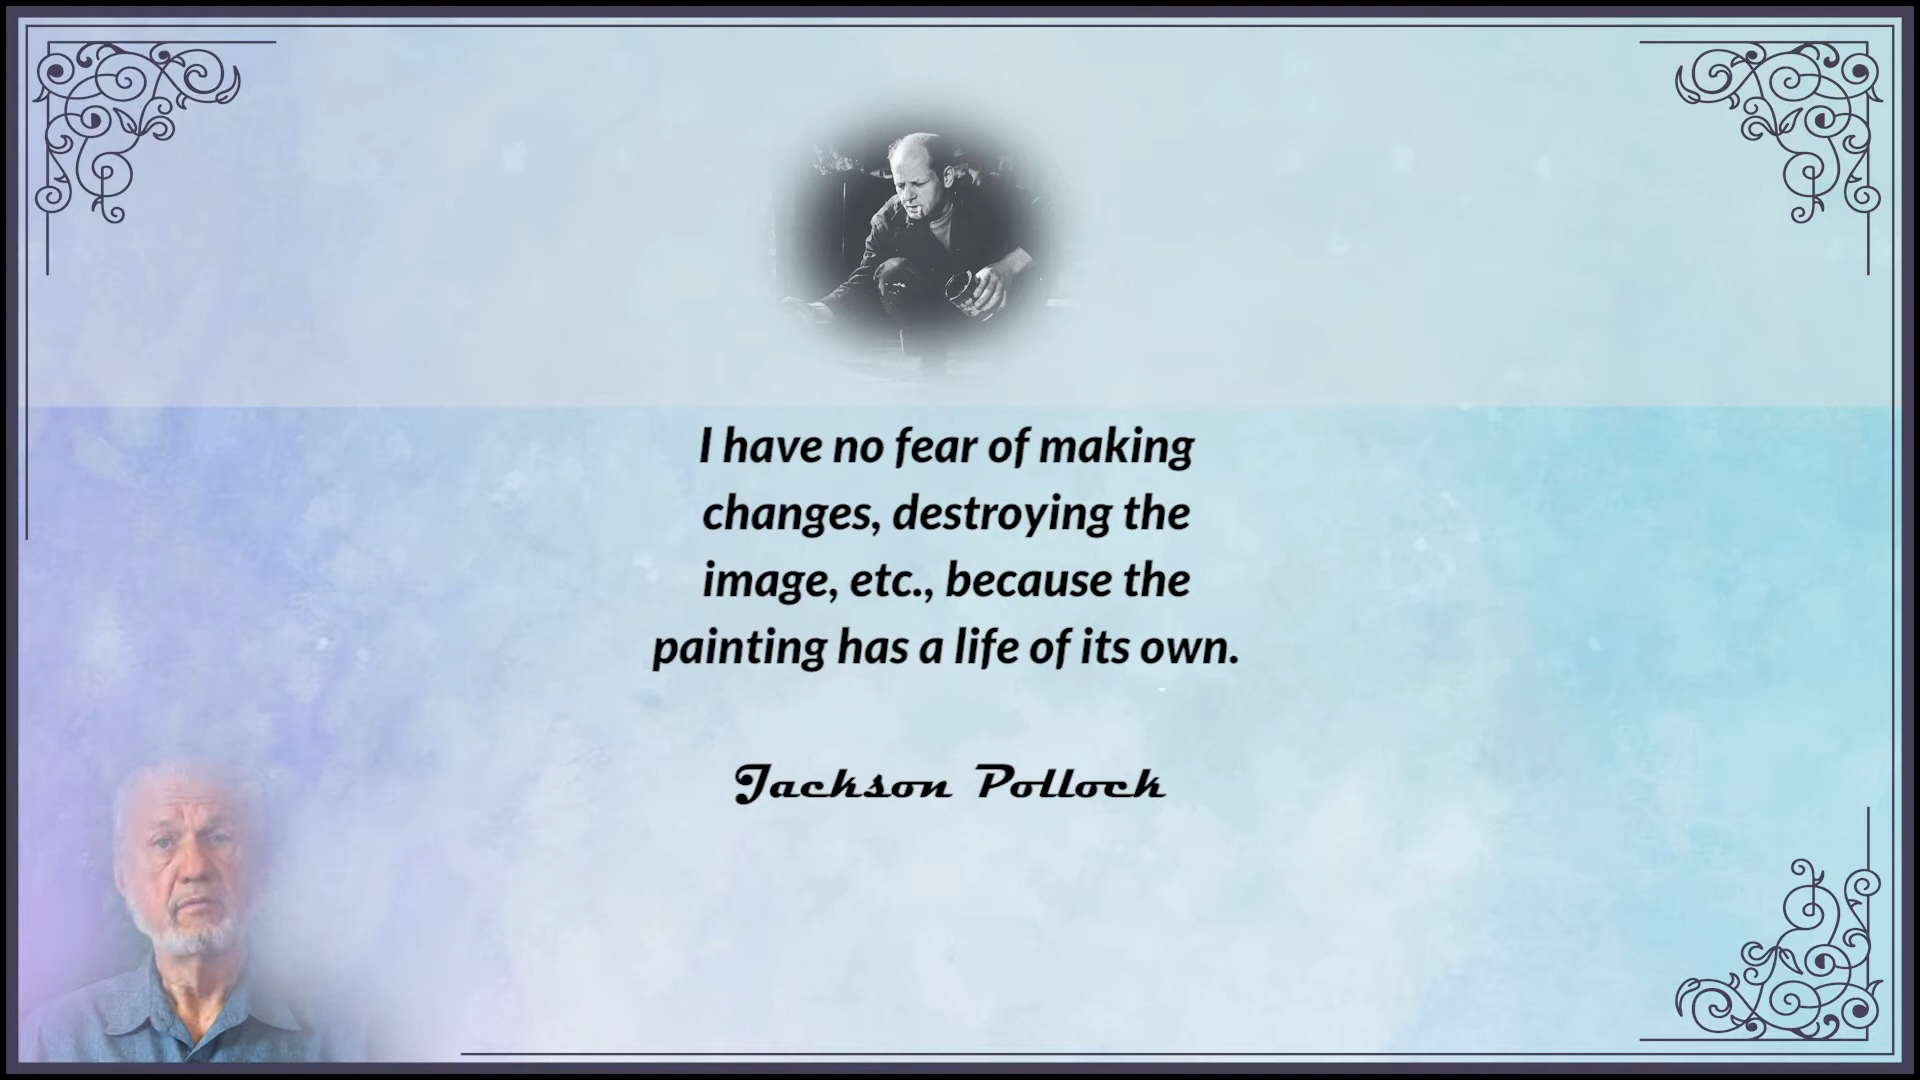 I have no fear of making
changes, destroying the
image, etc., because the
painting has a life of its own.
Jackson Pollock